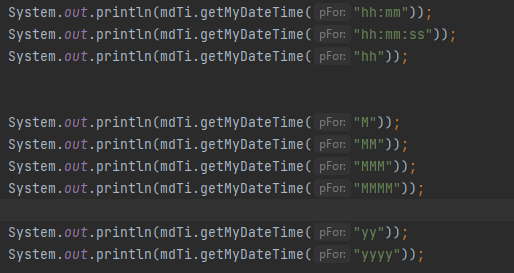 System.out.println(mdTi.getMyDateTime( pFor: "hh:mm"));
System.out.println(mdTi.getMyDateTime( pFor: "hh:mm:ss"));
System.out.println(mdTi.getMyDateTime( pFor: "hh"));
System.out.println(mdTi.getMyDateTime( pFor: "M"));
System.out.println(mdTi.getMyDateTime( pFor: "MM"));
System.out.println(mdTi.getMyDateTime( pFor: "MMM"));
System.out.println(mdTi.getMyDateTime( pFor: "MMMM"));
System.out.println(mdTi.getMyDateTime( pFor: "yy"));
System.out.println(mdTi.getMyDateTime( pFor: "yyyy"));